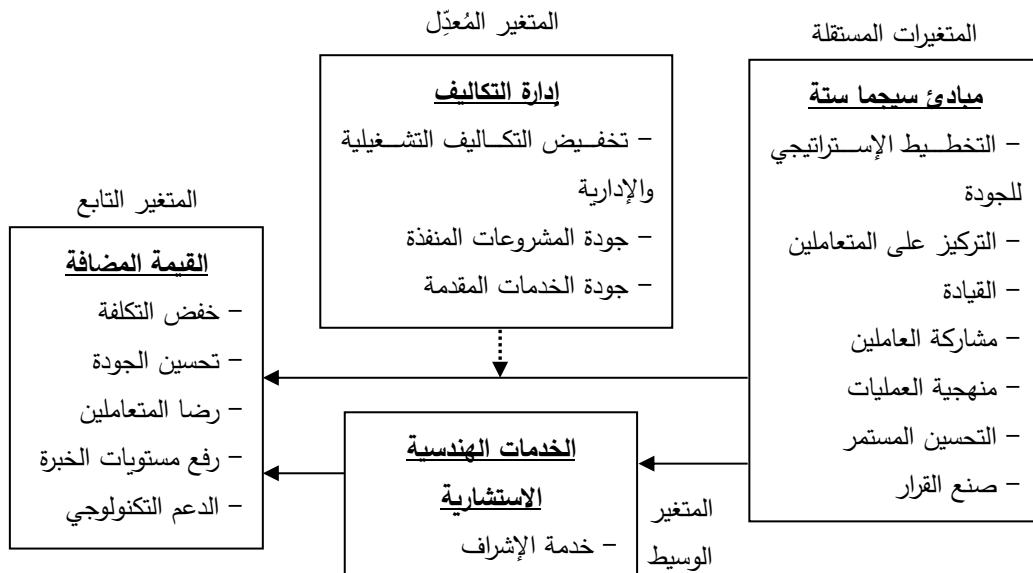 المتغيرات المستقلة
مبادئ سيجما ستة
- التخطيط الإستراتيجي
للجودة
- التركيز على المتعاملين
- القيادة
- مشاركة العاملين
- منهجية العمليات
- التحسين المستمر
- صنع القرار
المتغير المُعدِّل
إدارة التكاليف
- تخفيض التكاليف التشغيلية
والإدارية
- جودة المشروعات المنفذة
- جودة الخدمات المقدمة
المتغير
الوسيط
الخدمات الهندسية
الاستشارية
- خدمة الإشراف
المتغير التابع
القيمة المضافة
- خفض التكلفة
- تحسين الجودة
- رضا المتعاملين
- رفع مستويات الخبرة
- الدعم التكنولوجي